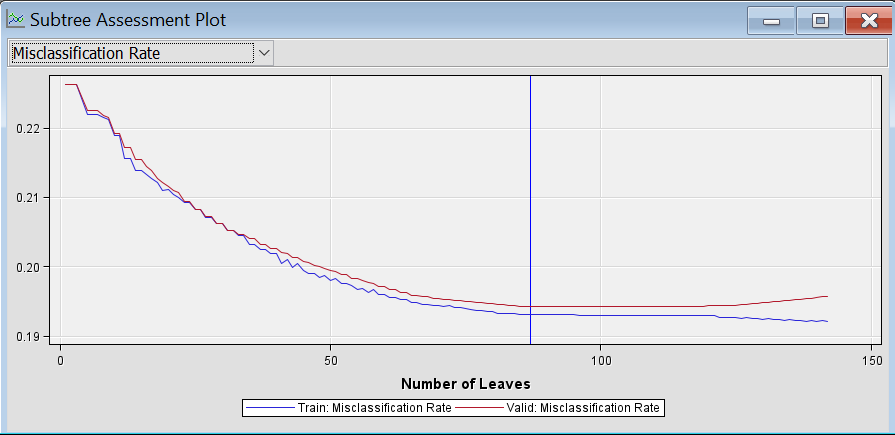 Subtree Assessment Plot
Misclassification Rate
0.22
0.21
0.20
0.19
0 50 100 150
Number of Leaves
Train: Misclassification Rate Valid: Misclassification Rate